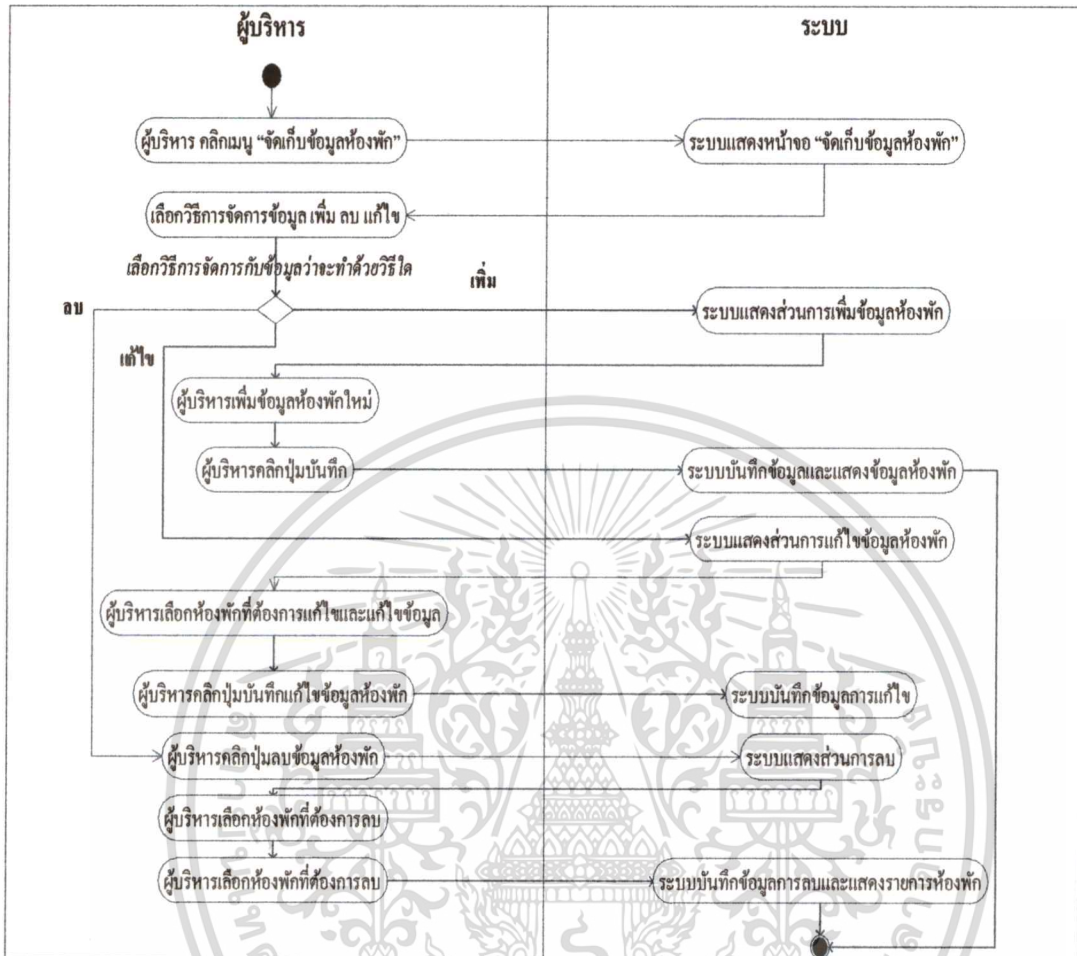 ผู้บริหาร
ระบบ
ผู้บริหาร คลิกเมนู “จัดเก็บข้อมูลห้องพัก”
ระบบแสดงหน้าจอ “จัดเก็บข้อมูลห้องพัก”
เลือกวิธีการจัดการข้อมูล เพิ่ม ลบ แก้ไข
เลือกวิธีการจัดการกับข้อมูลว่าจะทำด้วยวิธีใด
เพิ่ม
ลบ
ระบบแสดงส่วนการเพิ่มข้อมูลห้องพัก
แก้ไข
ผู้บริหารเพิ่มข้อมูลห้องพักใหม่
ผู้บริหารคลิกปุ่มบันทึก
ระบบบันทึกข้อมูลและแสดงข้อมูลห้องพัก
ระบบแสดงส่วนการแก้ไขข้อมูลห้องพัก
ผู้บริหารเลือกห้องพักที่ต้องการแก้ไขและแก้ไขข้อมูล
ผู้บริหารคลิกปุ่มบันทึกแก้ไขข้อมูลห้องพัก
ระบบบันทึกข้อมูลการแก้ไข
ผู้บริหารคลิกปุ่มลบข้อมูลห้องพัก
ระบบแสดงส่วนการลบ
ผู้บริหารเลือกห้องพักที่ต้องการลบ
ผู้บริหารเลือกห้องพักที่ต้องการลบ
ระบบบันทึกข้อมูลการลบและแสดงรายการห้องพัก